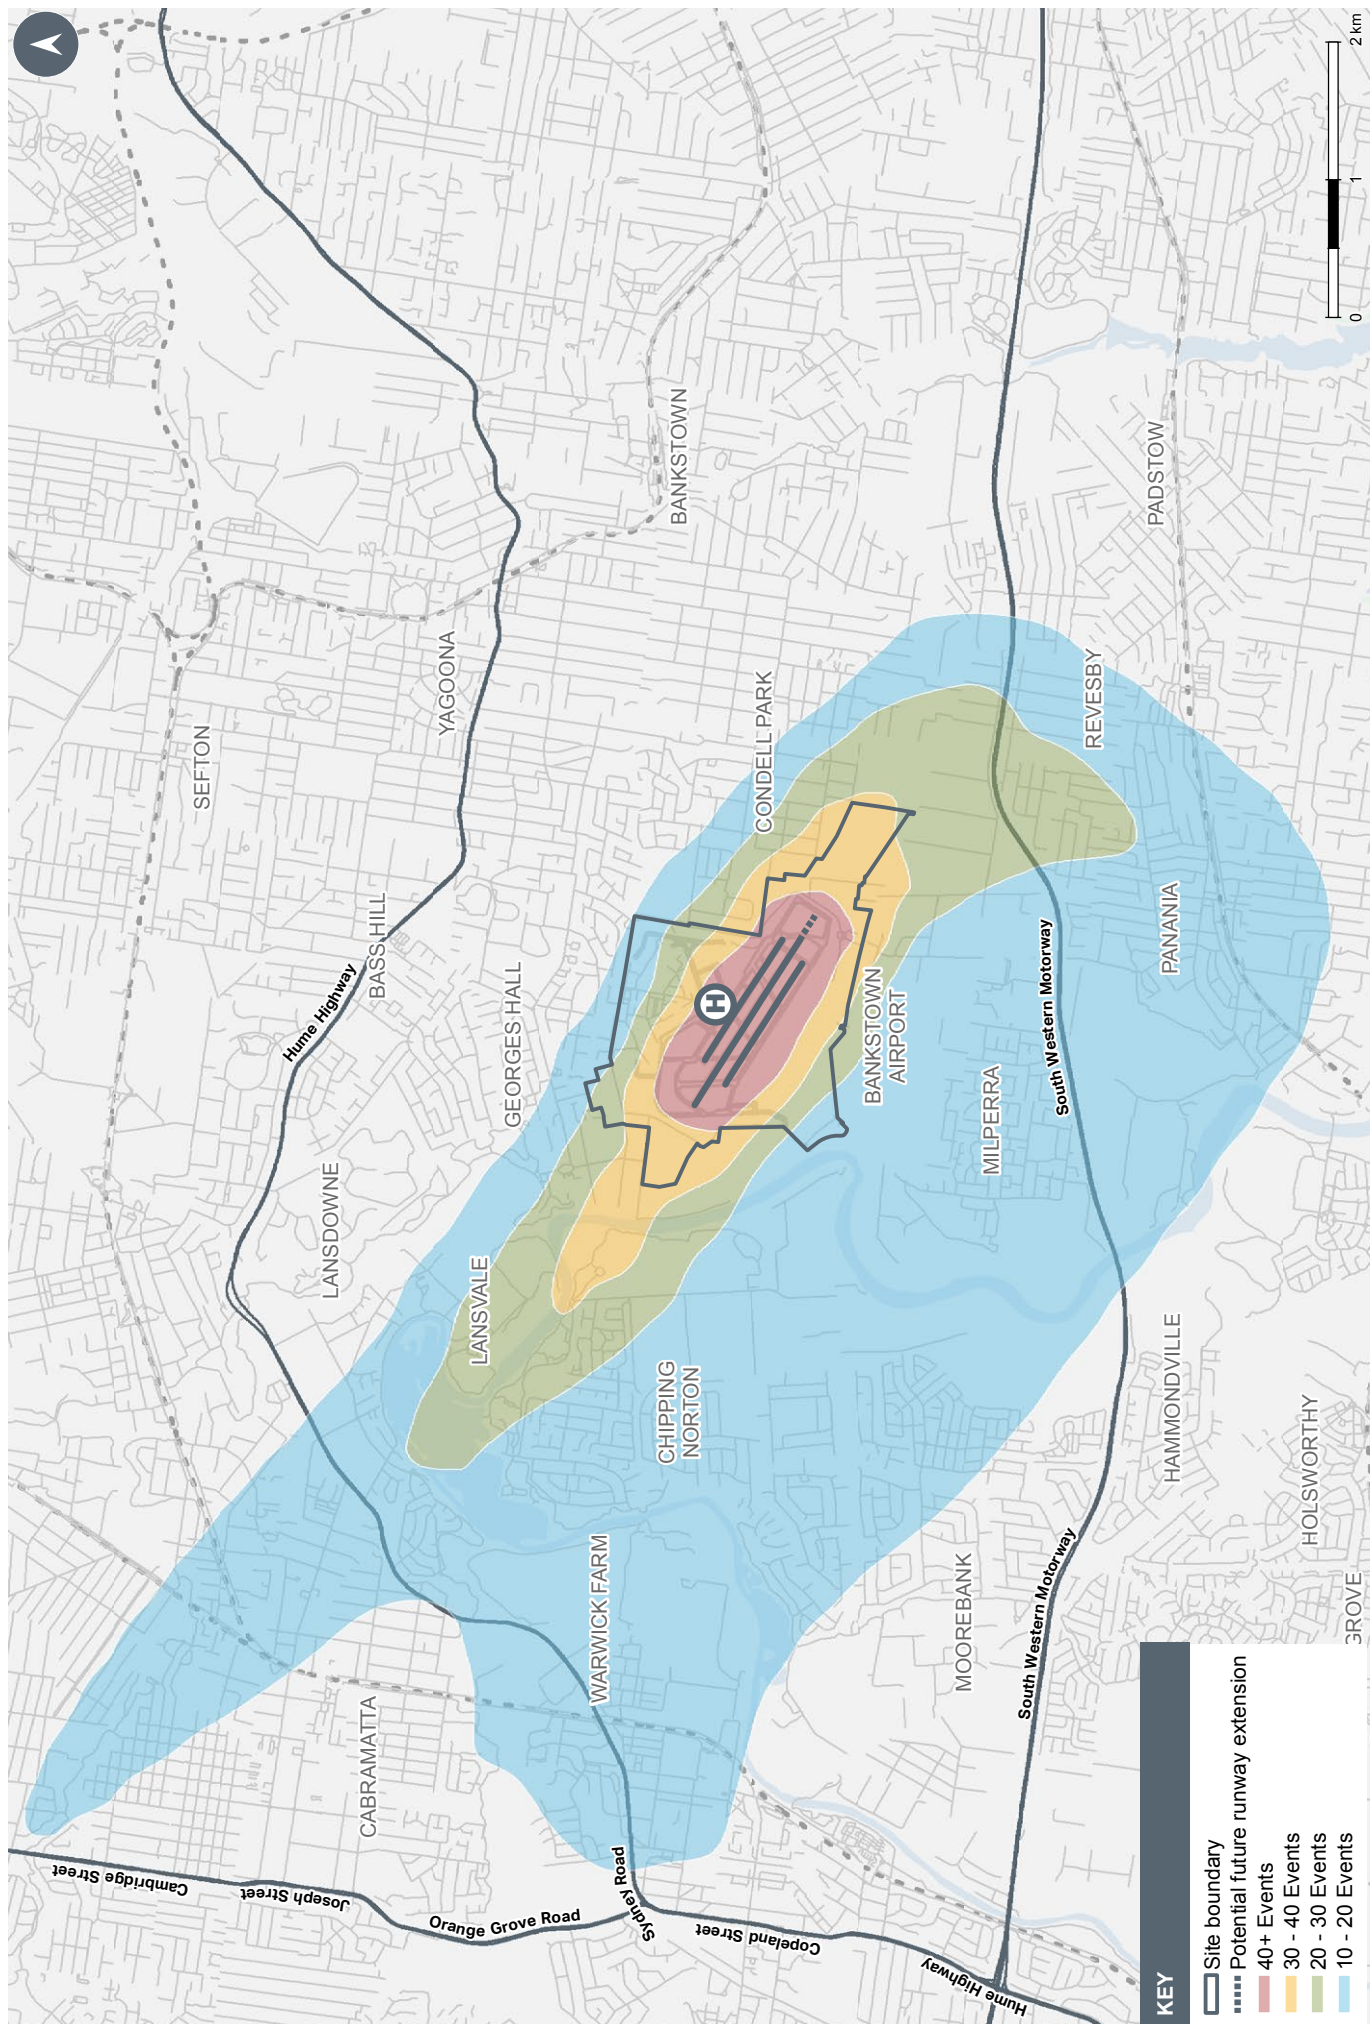 Cambridge Street
Joseph Street
Orange Grove Road
Sydney Road
Copeland Street
Hume Highway
CABRAMATTA
WARWICK FARM
MOOREBANK
South Western Motorway
CHIPPING
NORTON
HAMMONDVILLE
HOLSWORTHY
GROVE
LANSVALE
LANSDOWNE
GEORGES HALL
Hume Highway
BASS HILL
H
BANKSTOWN
AIRPORT
MILPERRA
South Western Motorway
PANANIA
CONDELL PARK
REVESBY
SEFTON
YAGOONA
BANKSTOWN
PADSTOW
0 1 2 km
KEY
Site boundary
Potential future runway extension
40+ Events
30 - 40 Events
20 - 30 Events
10 - 20 Events